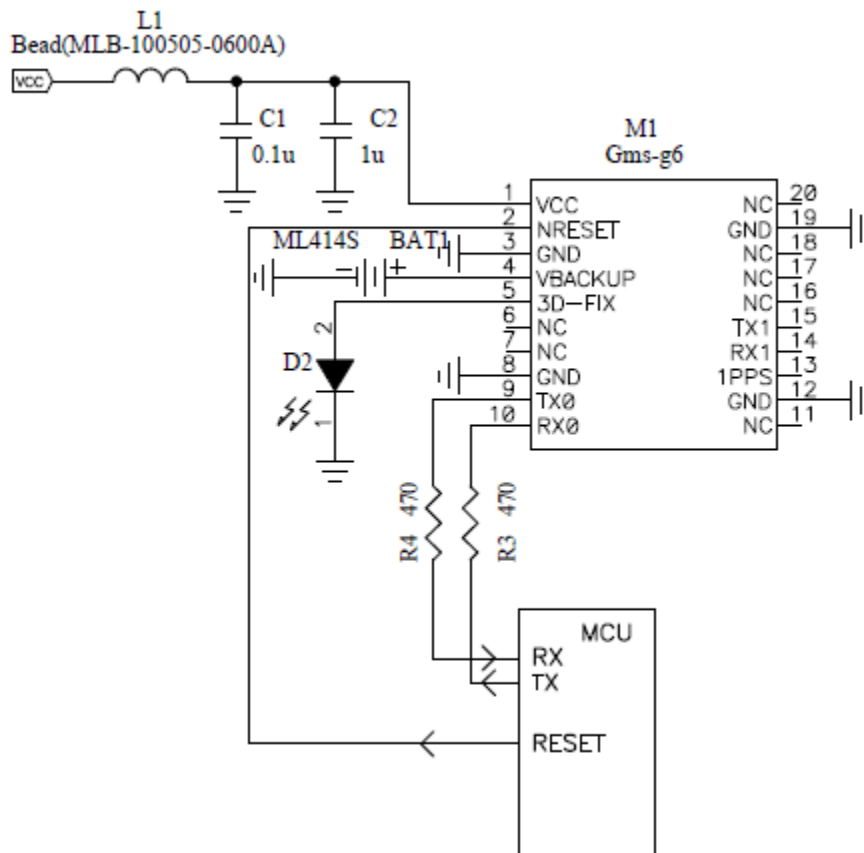 L1
Bead(MLB-100505-0600A)
VCC
C1
0.1u
C2
1u
M1
Gms-g6
1 VCC
2 NRESET
3 GND
4 VBACKUP
5 3D-FIX
6 NC
7 NC
8 GND
9 TX0
10 RX0
NC 20
GND 19
NC 18
NC 17
NC 16
TX1 15
RX1 14
1PPS 13
GND 12
NC 11
ML414S BAT1
- +
2
D2
1
R4 470
R3 470
MCU
RX
TX
RESET